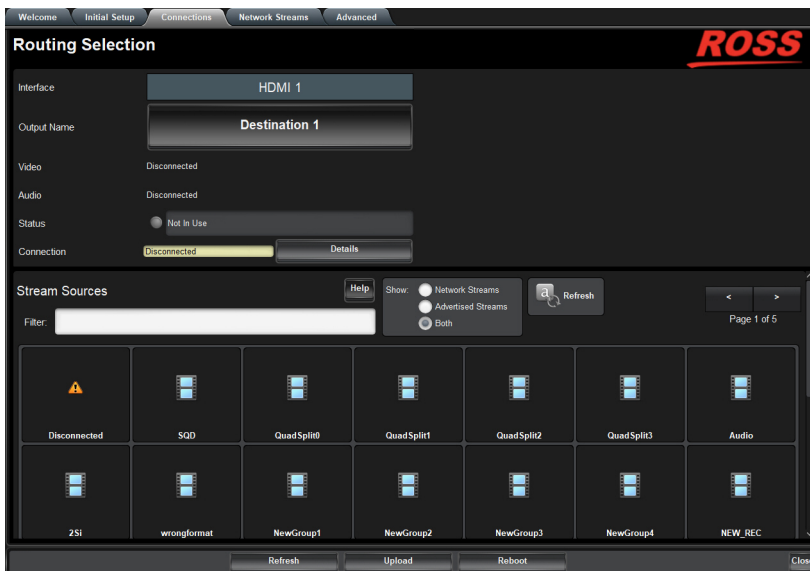 Welcome Initial Setup Connections Network Streams Advanced
Routing Selection
ROSS
Interface HDMI 1
Output Name Destination 1
Video Disconnected
Audio Disconnected
Status Not In Use
Connection Disconnected Details
Stream Sources Help Show: Network Streams
Advertised Streams
Both
a Refresh
< >
Page 1 of 5
Filter:
Disconnected SQD QuadSplit0 QuadSplit1 QuadSplit2 QuadSplit3 Audio
2Si wrongformat NewGroup1 NewGroup2 NewGroup3 NewGroup4 NEW_REC
Refresh Upload Reboot Close